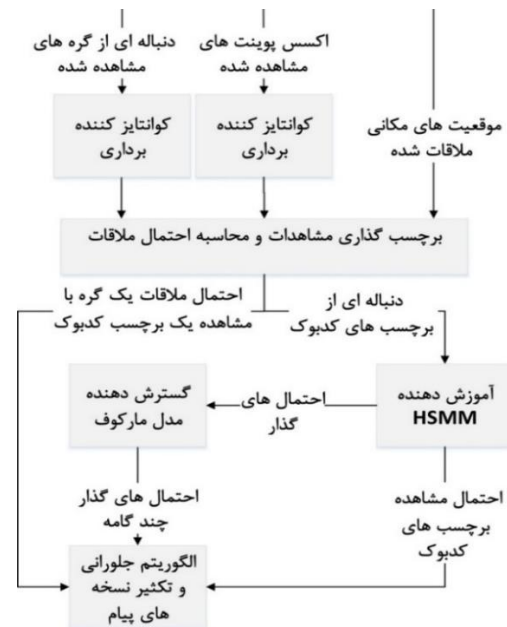 دنباله ای از گره های
مشاهده شده
اکسس پوینت های
مشاهده شده
موقعیت های مکانی
ملاقات شده
کوانتایز کننده
برداری
کوانتایز کننده
برداری
برچسب گذاری مشاهدات و محاسبه احتمال ملاقات
احتمال ملاقات یک گره با
مشاهده یک برچسب کدبوک
دنباله ای از
برچسب های کدبوک
گسترش دهنده
مدل مارکوف
احتمال های
گذار
آموزش دهنده
HSMM
احتمال های گذار
چند گامه
احتمال مشاهده
برچسب های
کدبوک
الگوریتم جلورانی
و تکثیر نسخه
های پیام